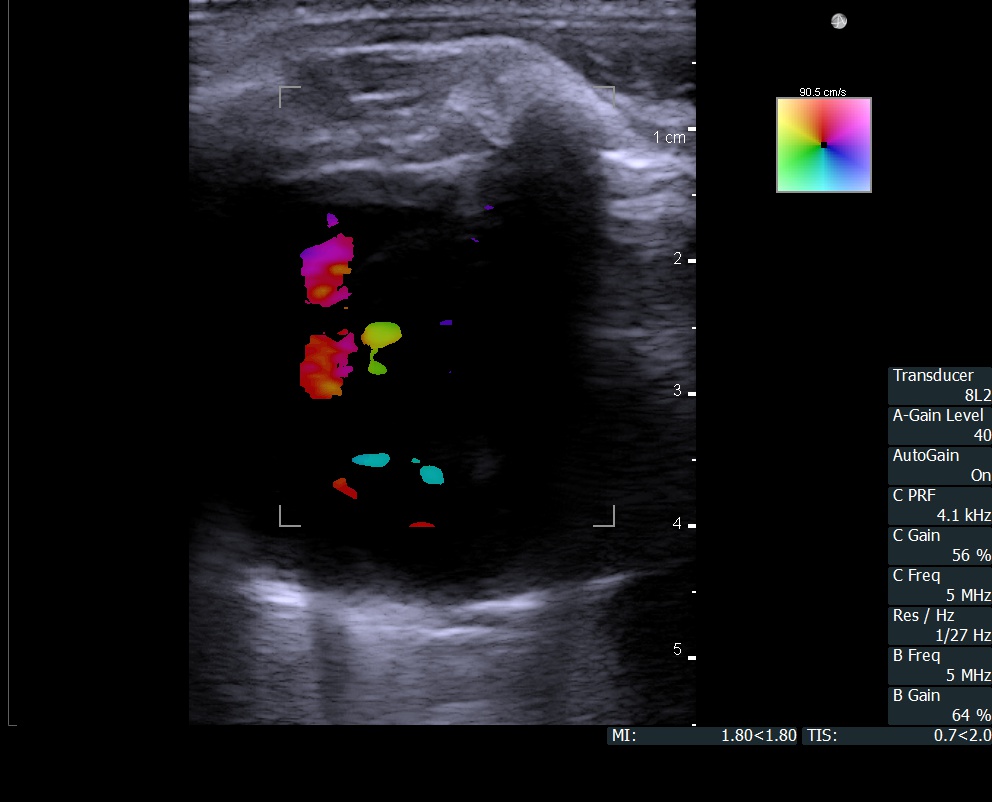 90.5 cm/s
1 cm
2
3
4
5
Transducer
8L2
A-Gain Level
40
AutoGain
On
C PRF
4.1 kHz
C Gain
56 %
C Freq
5 MHz
Res / Hz
1/27 Hz
B Freq
5 MHz
B Gain
64 %
MI: 1.80<1.80 TIS: 0.7<2.0